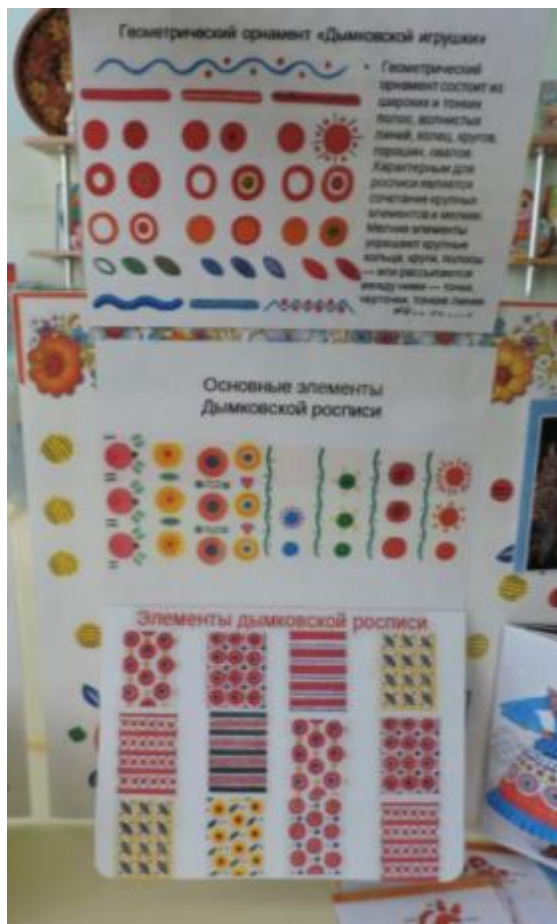 Геометрический орнамент «Дымковской игрушки»
• Геометрический
орнамент состоит из
широких и тонких
полос, волнистых
линий, колец, кругов,
горошин, овалов.
Характерным для
росписи является
сочетание крупных
элементов и мелких.
Мелкие элементы
украшают крупные
кольца, круги, полосы
— или рассыпаются
между ними — точки,
черточки, тонкие линии
Основные элементы
Дымковской росписи
Элементы дымковской росписи